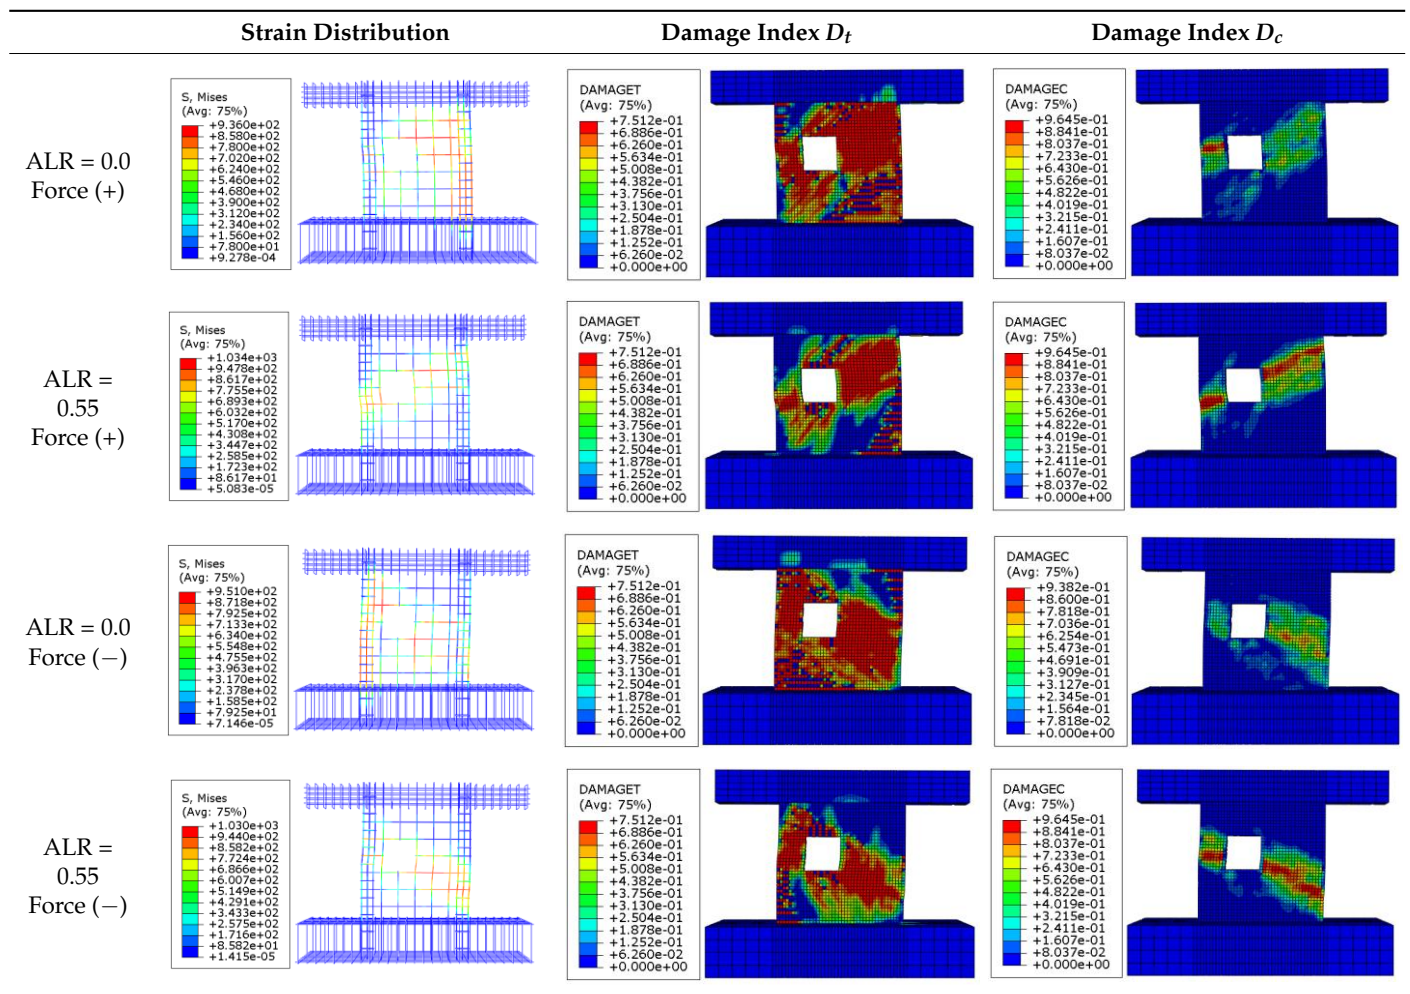 Strain Distribution
Damage Index Dt
Damage Index Dc
ALR = 0.0
Force (+)
S, Mises
(Avg: 75%)
+9.360e+02
+8.580e+02
+7.800e+02
+7.020e+02
+6.240e+02
+5.460e+02
+4.680e+02
+3.900e+02
+3.120e+02
+2.340e+02
+1.560e+02
+7.800e+01
+9.278e-04
DAMAGET
(Avg: 75%)
+7.512e-01
+6.886e-01
+6.260e-01
+5.634e-01
+5.008e-01
+4.382e-01
+3.756e-01
+3.130e-01
+2.504e-01
+1.878e-01
+1.252e-01
+6.260e-02
+0.000e+00
DAMAGEC
(Avg: 75%)
+9.645e-01
+8.841e-01
+8.037e-01
+7.233e-01
+6.430e-01
+5.626e-01
+4.822e-01
+4.019e-01
+3.215e-01
+2.411e-01
+1.607e-01
+8.037e-02
+0.000e+00
ALR =
0.55
Force (+)
S, Mises
(Avg: 75%)
+1.034e+03
+9.478e+02
+8.617e+02
+7.755e+02
+6.893e+02
+6.032e+02
+5.170e+02
+4.308e+02
+3.447e+02
+2.585e+02
+1.723e+02
+8.617e+01
+5.083e-05
DAMAGET
(Avg: 75%)
+7.512e-01
+6.886e-01
+6.260e-01
+5.634e-01
+5.008e-01
+4.382e-01
+3.756e-01
+3.130e-01
+2.504e-01
+1.878e-01
+1.252e-01
+6.260e-02
+0.000e+00
DAMAGEC
(Avg: 75%)
+9.645e-01
+8.841e-01
+8.037e-01
+7.233e-01
+6.430e-01
+5.626e-01
+4.822e-01
+4.019e-01
+3.215e-01
+2.411e-01
+1.607e-01
+8.037e-02
+0.000e+00
ALR = 0.0
Force (−)
S, Mises
(Avg: 75%)
+9.510e+02
+8.718e+02
+7.925e+02
+7.133e+02
+6.340e+02
+5.548e+02
+4.755e+02
+3.963e+02
+3.170e+02
+2.378e+02
+1.585e+02
+7.925e+01
+7.146e-05
DAMAGET
(Avg: 75%)
+7.512e-01
+6.886e-01
+6.260e-01
+5.634e-01
+5.008e-01
+4.382e-01
+3.756e-01
+3.130e-01
+2.504e-01
+1.878e-01
+1.252e-01
+6.260e-02
+0.000e+00
DAMAGEC
(Avg: 75%)
+9.382e-01
+8.600e-01
+7.818e-01
+7.036e-01
+6.254e-01
+5.473e-01
+4.691e-01
+3.909e-01
+3.127e-01
+2.345e-01
+1.564e-01
+7.818e-02
+0.000e+00
ALR =
0.55
Force (−)
S, Mises
(Avg: 75%)
+1.030e+03
+9.440e+02
+8.582e+02
+7.724e+02
+6.866e+02
+6.007e+02
+5.149e+02
+4.291e+02
+3.433e+02
+2.575e+02
+1.716e+02
+8.582e+01
+1.415e-05
DAMAGET
(Avg: 75%)
+7.512e-01
+6.886e-01
+6.260e-01
+5.634e-01
+5.008e-01
+4.382e-01
+3.756e-01
+3.130e-01
+2.504e-01
+1.878e-01
+1.252e-01
+6.260e-02
+0.000e+00
DAMAGEC
(Avg: 75%)
+9.645e-01
+8.841e-01
+8.037e-01
+7.233e-01
+6.430e-01
+5.626e-01
+4.822e-01
+4.019e-01
+3.215e-01
+2.411e-01
+1.607e-01
+8.037e-02
+0.000e+00